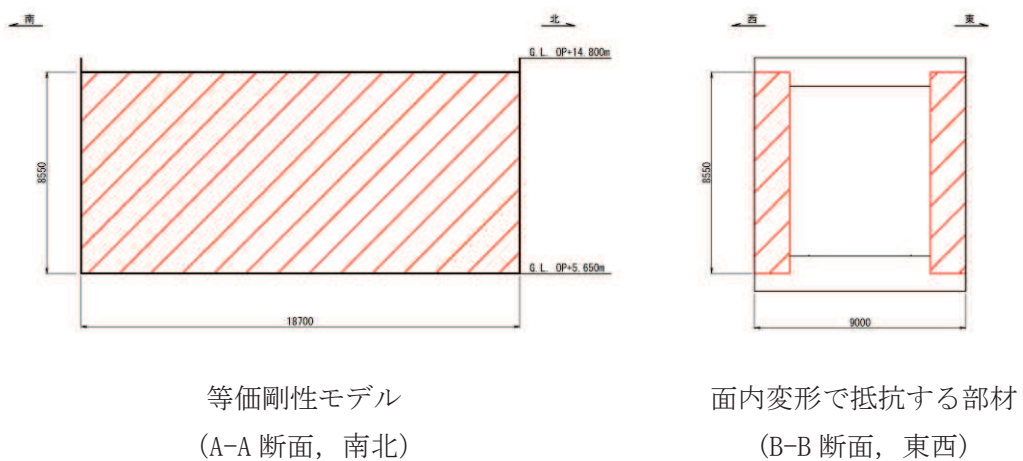 南
北
G.L. OP+14.800m
8550
G.L. OP+5.650m
18700
西
東
8550
9000
等価剛性モデル
(A-A 断面, 南北)
面内変形で抵抗する部材
(B-B 断面, 東西)